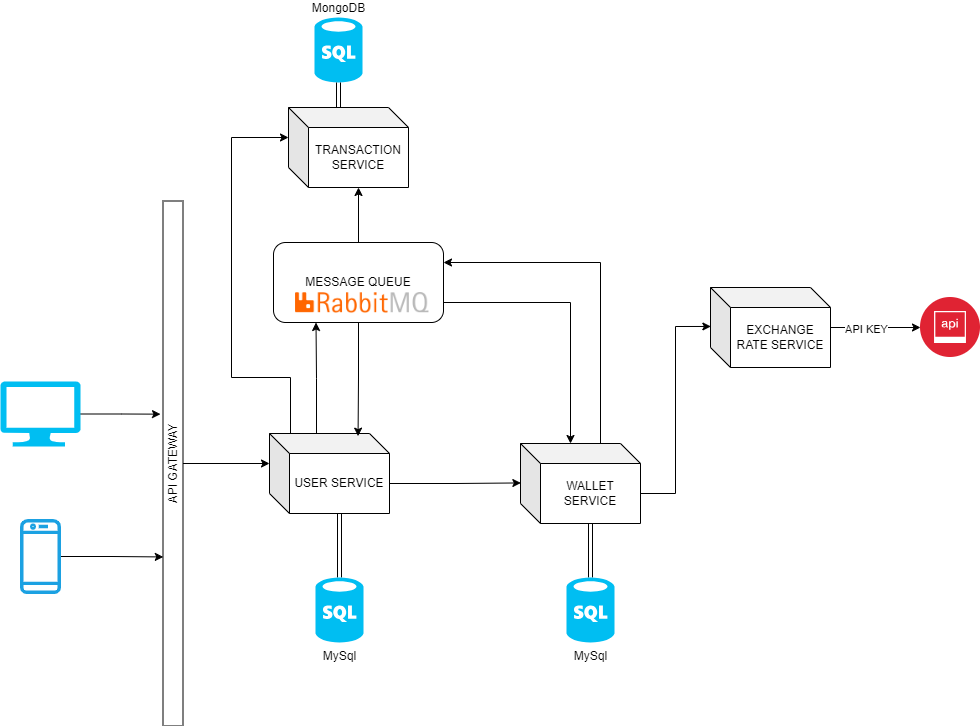 MongoDB
SQL
TRANSACTION
SERVICE
MESSAGE QUEUE
RabbitMQ
EXCHANGE
RATE SERVICE
API KEY
api
API GATEWAY
USER SERVICE
WALLET
SERVICE
SQL
SQL
MySql
MySql